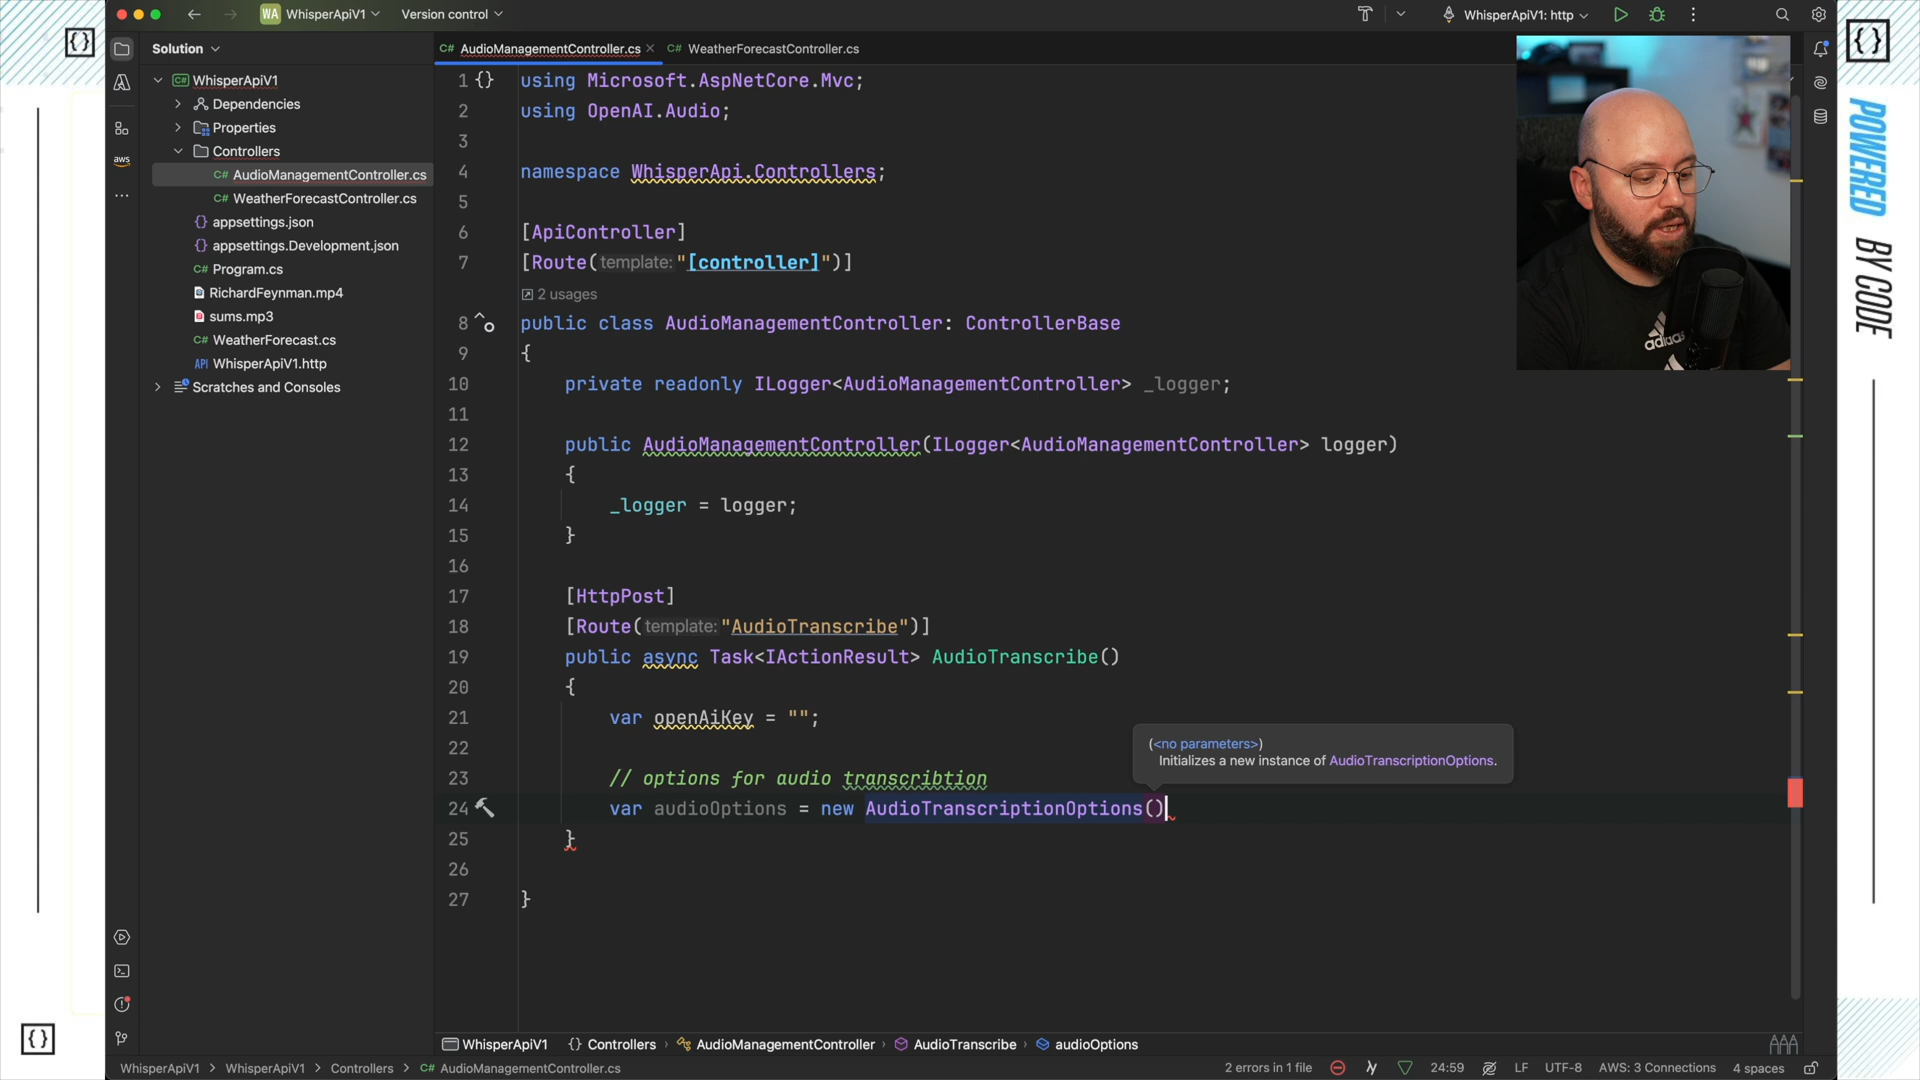 WA WhisperApiV1 Version control WhisperApiV1: http
Solution
C# AudioManagementController.cs C# WeatherForecastController.cs
C# WhisperApiV1
Dependencies
Properties
Controllers
C# AudioManagementController.cs
C# WeatherForecastController.cs
{} appsettings.json
{} appsettings.Development.json
C# Program.cs
RichardFeynman.mp4
sums.mp3
C# WeatherForecast.cs
API WhisperApiV1.http
Scratches and Consoles
aws
1 {} using Microsoft.AspNetCore.Mvc;
2 using OpenAI.Audio;
3
4 namespace WhisperApi.Controllers;
5
6 [ApiController]
7 [Route(template: "[controller]")]
2 usages
8 public class AudioManagementController: ControllerBase
9 {
10 private readonly ILogger<AudioManagementController> _logger;
11
12 public AudioManagementController(ILogger<AudioManagementController> logger)
13 {
14 _logger = logger;
15 }
16
17 [HttpPost]
18 [Route(template: "AudioTranscribe")]
19 public async Task<IActionResult> AudioTranscribe()
20 {
21 var openAiKey = "";
22
23 // options for audio transcribtion
24 var audioOptions = new AudioTranscriptionOptions()
25 }
26
27 }
(<no parameters>)
Initializes a new instance of AudioTranscriptionOptions.
adidas
{}
{}
{}
POWERED BY CODE
WhisperApiV1 {} Controllers AudioManagementController AudioTranscribe audioOptions
WhisperApiV1 WhisperApiV1 Controllers C# AudioManagementController.cs 2 errors in 1 file 24:59 LF UTF-8 AWS: 3 Connections 4 spaces